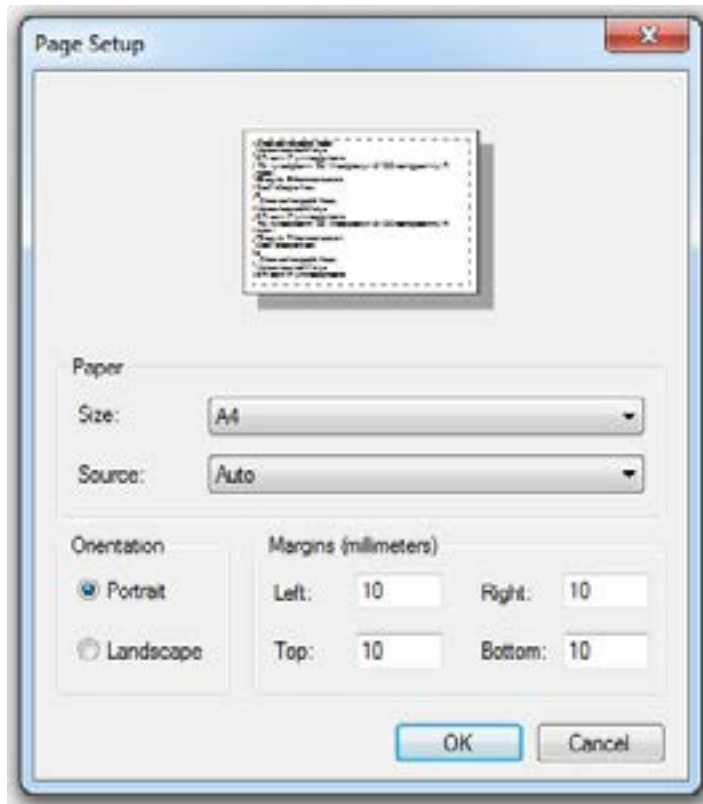 Page Setup
Paper
Size: A4
Source: Auto
Orientation
Portrait
Landscape
Margins (millimeters)
Left: 10 Right: 10
Top: 10 Bottom: 10
OK Cancel